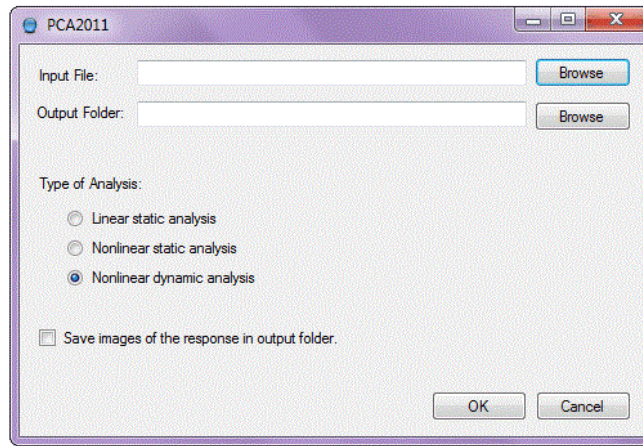 PCA2011
Input File:
Browse
Output Folder:
Browse
Type of Analysis:
Linear static analysis
Nonlinear static analysis
Nonlinear dynamic analysis
Save images of the response in output folder.
OK
Cancel